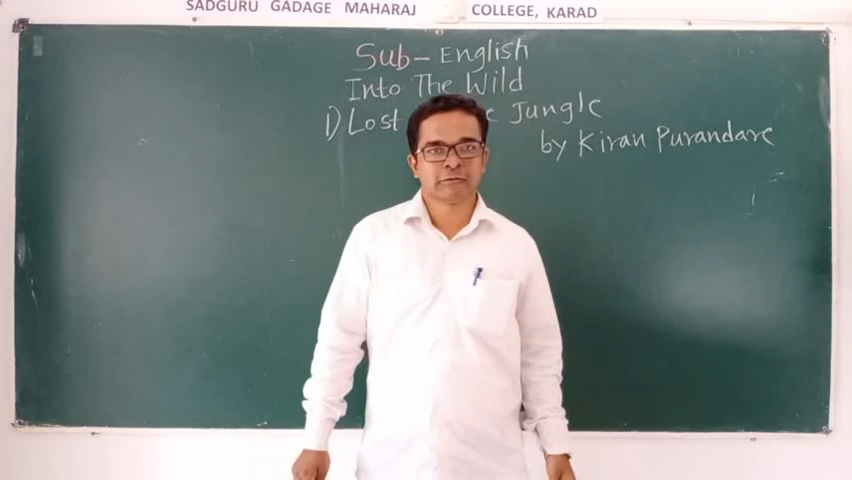 SADGURU GADAGE MAHARAJ COLLEGE, KARAD
Sub - English
Into The Wild
1) Lost Jungle
by Kiran Purandare